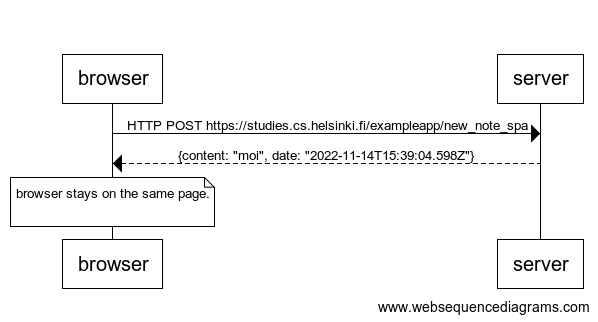 browser
server
HTTP POST https://studies.cs.helsinki.fi/exampleapp/new_note_spa
{content: "moi", date: "2022-11-14T15:39:04.598Z"}
browser stays on the same page.
browser
server
www.websequencediagrams.com